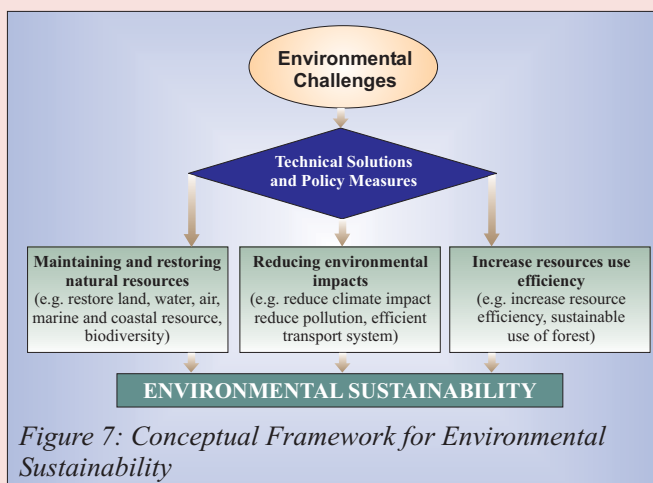 Environmental
Challenges
Technical Solutions
and Policy Measures
Maintaining and restoring
natural resources
(e.g. restore land, water, air,
marine and coastal resource,
biodiversity)
Reducing environmental
impacts
(e.g. reduce climate impact
reduce pollution, efficient
transport system)
Increase resources use
efficiency
(e.g. increase resource
efficiency, sustainable
use of forest)
ENVIRONMENTAL SUSTAINABILITY
Figure 7: Conceptual Framework for Environmental
Sustainability